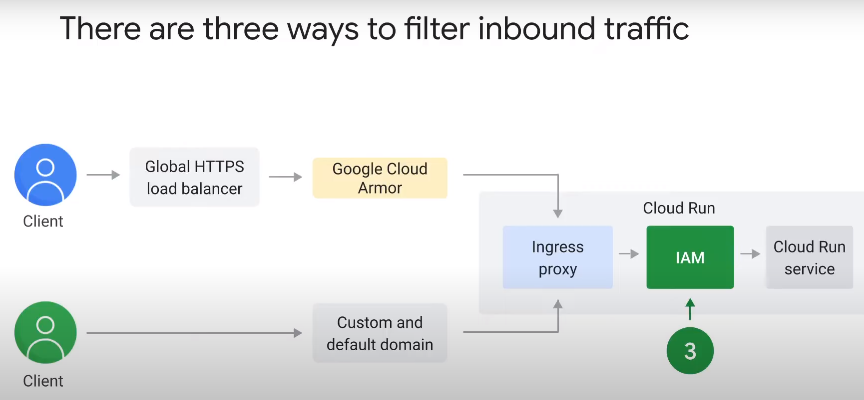 There are three ways to filter inbound traffic
Global HTTPS
load balancer
Google Cloud
Armor
Client
Cloud Run
Ingress
proxy
IAM
Cloud Run
service
Custom and
default domain
3
Client